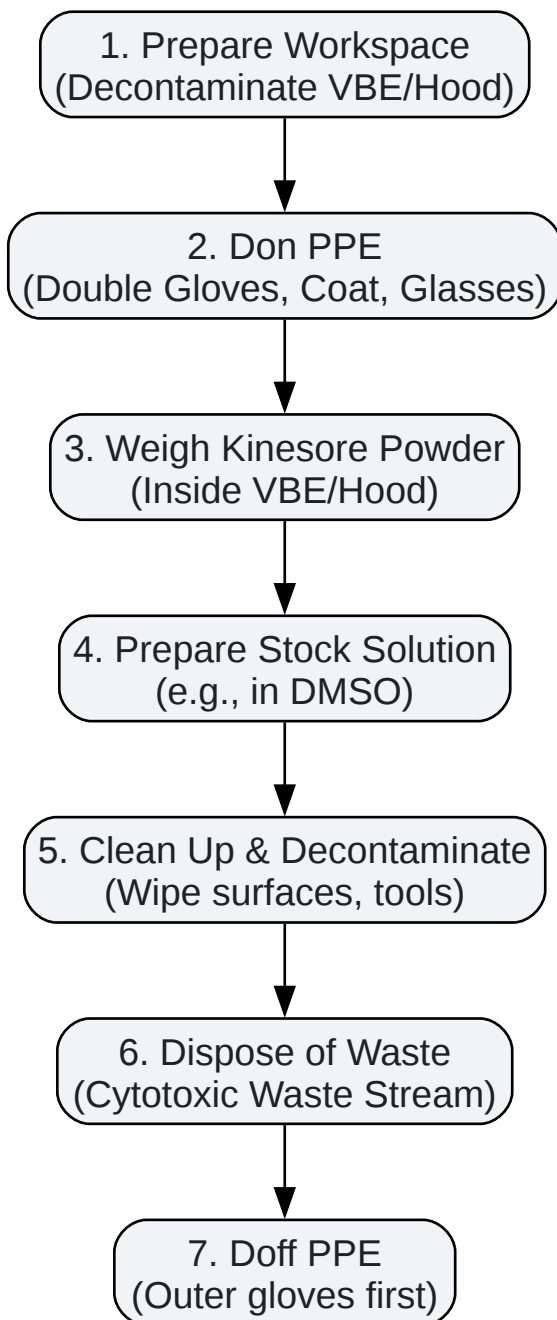 1. Prepare Workspace
(Decontaminate VBE/Hood)
2. Don PPE
(Double Gloves, Coat, Glasses)
3. Weigh Kinesore Powder
(Inside VBE/Hood)
4. Prepare Stock Solution
(e.g., in DMSO)
5. Clean Up & Decontaminate
(Wipe surfaces, tools)
6. Dispose of Waste
(Cytotoxic Waste Stream)
7. Doff PPE
(Outer gloves first)